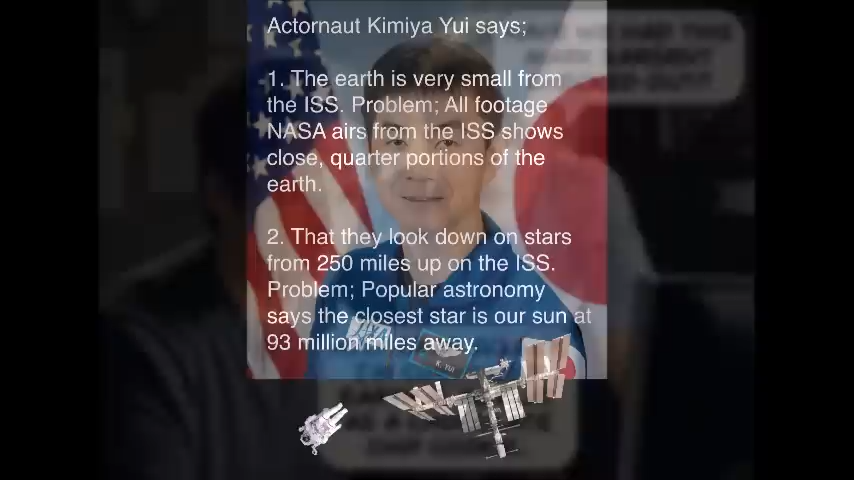 Actornaut Kimiya Yui says;
1. The earth is very small from
the ISS. Problem; All footage
NASA airs from the ISS shows
close, quarter portions of the
earth.
2. That they look down on stars
from 250 miles up on the ISS.
Problem; Popular astronomy
says the closest star is our sun at
93 million miles away.
K. YUI